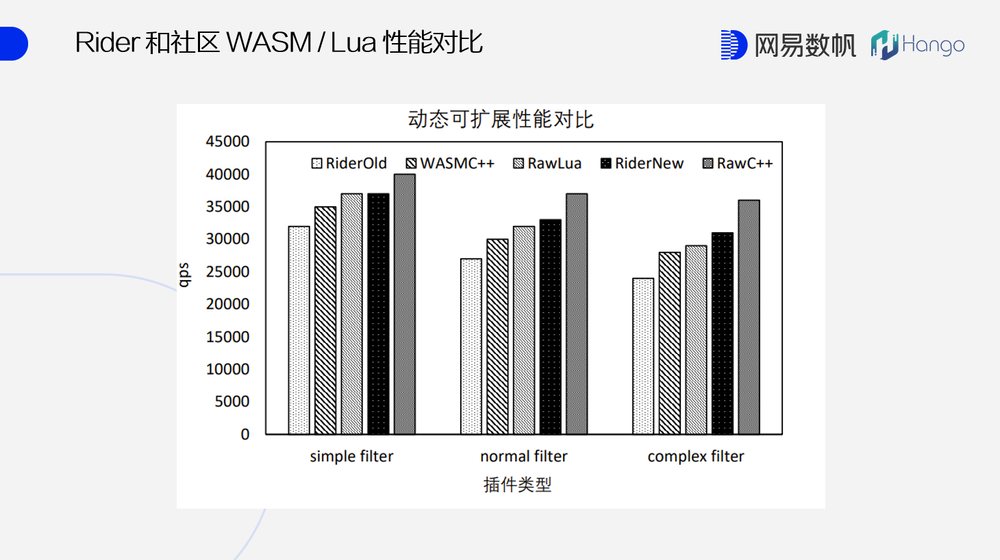 Rider 和社区 WASM / Lua 性能对比
网易数帆 Hango
动态可扩展性能对比
RiderOld WASMC++ RawLua RiderNew RawC++
45000
40000
35000
30000
25000
20000
15000
10000
5000
0
qps
simple filter normal filter complex filter
插件类型